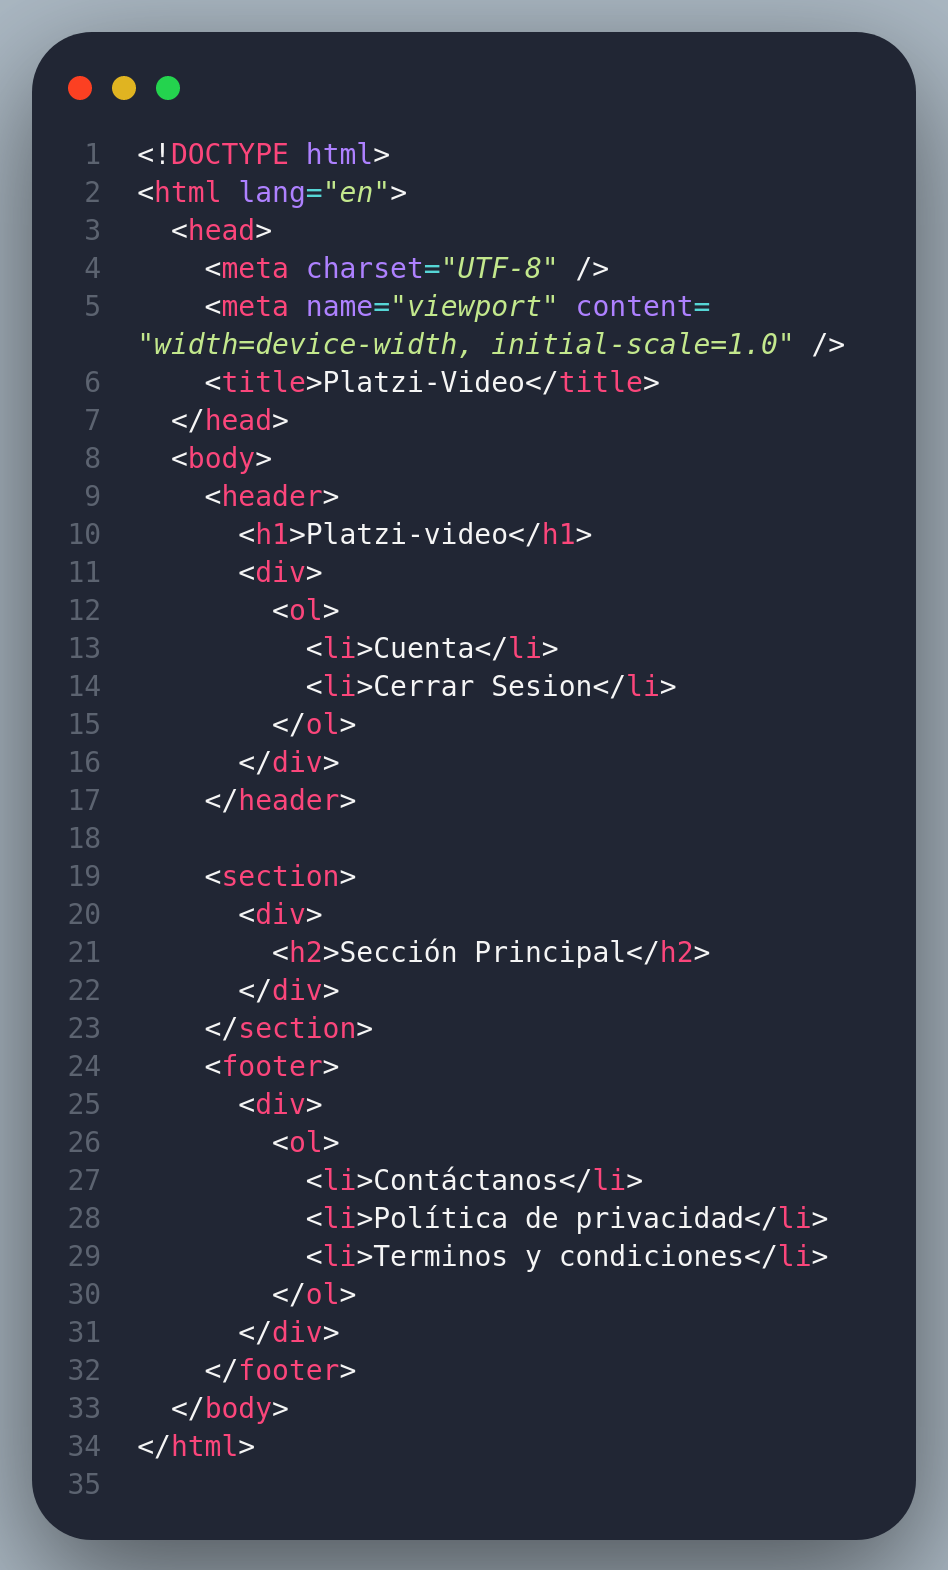 1 <!DOCTYPE html>
2 <html lang="en">
3   <head>
4     <meta charset="UTF-8" />
5     <meta name="viewport" content=
"width=device-width, initial-scale=1.0" />
6     <title>Platzi-Video</title>
7   </head>
8   <body>
9     <header>
10       <h1>Platzi-video</h1>
11       <div>
12         <ol>
13           <li>Cuenta</li>
14           <li>Cerrar Sesion</li>
15         </ol>
16       </div>
17     </header>
18
19     <section>
20       <div>
21         <h2>Sección Principal</h2>
22       </div>
23     </section>
24     <footer>
25       <div>
26         <ol>
27           <li>Contáctanos</li>
28           <li>Política de privacidad</li>
29           <li>Terminos y condiciones</li>
30         </ol>
31       </div>
32     </footer>
33   </body>
34 </html>
35